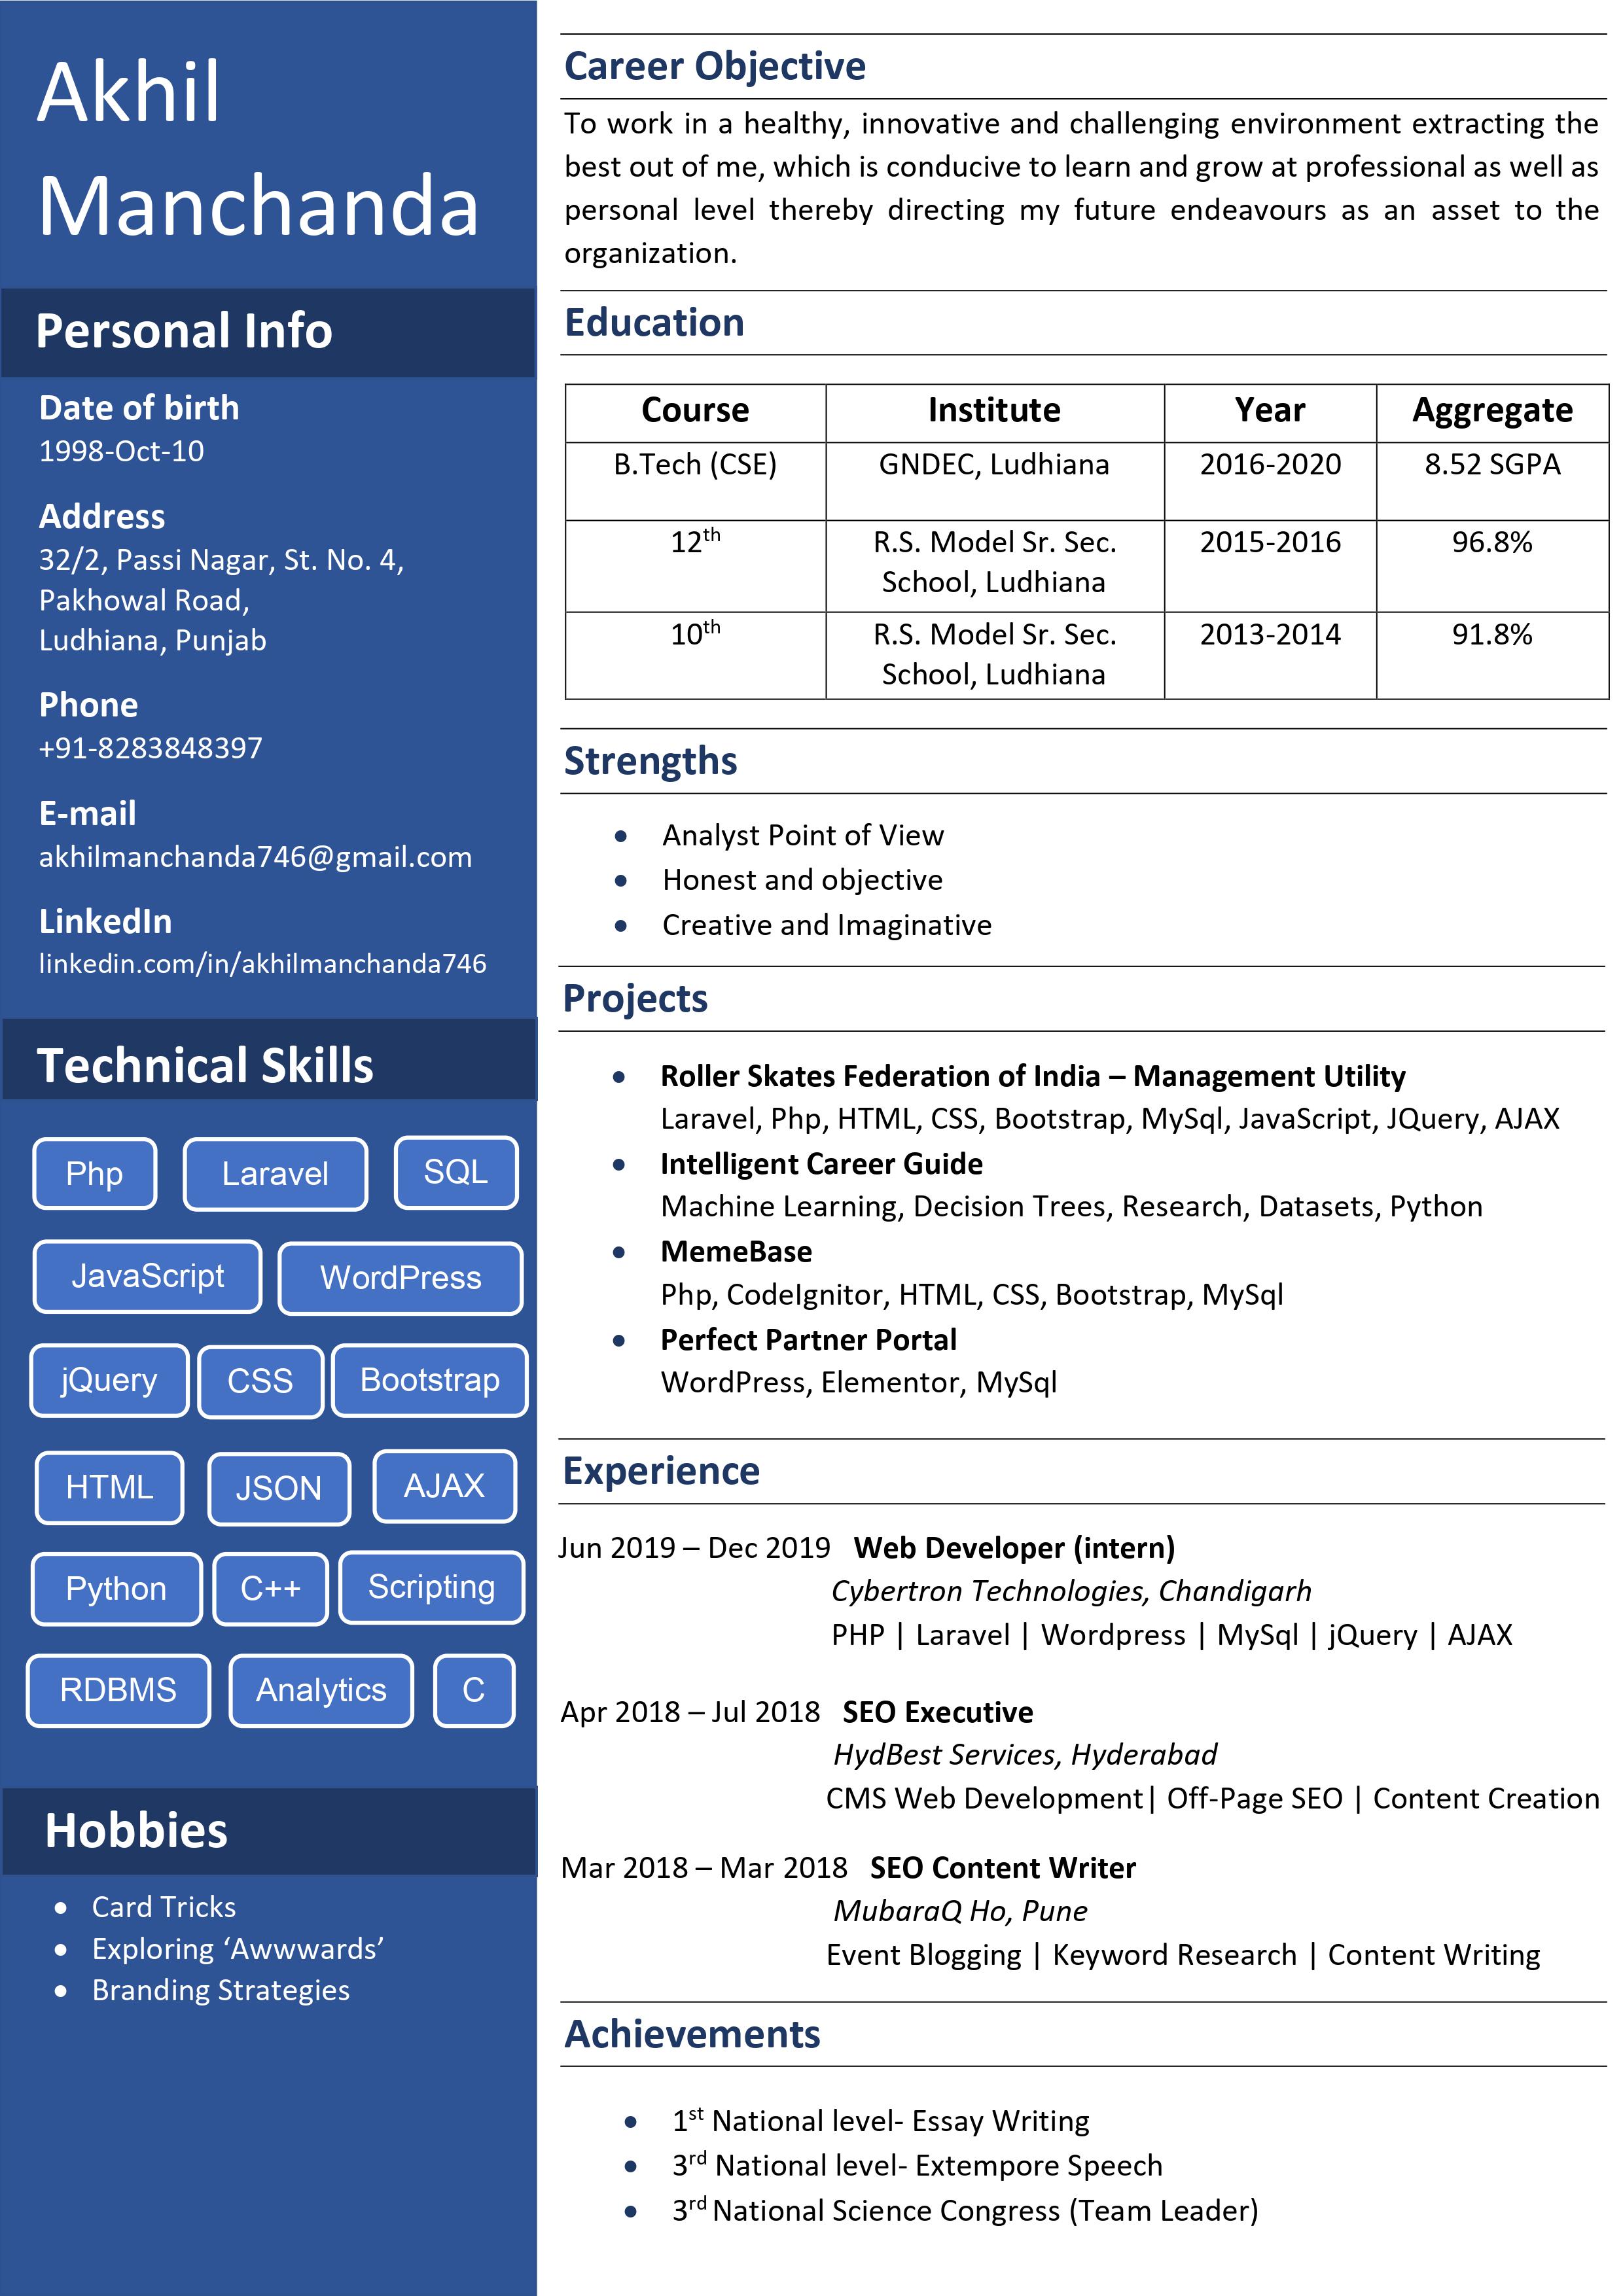 Akhil
Manchanda
Personal Info
Date of birth
1998-Oct-10
Address
32/2, Passi Nagar, St. No. 4,
Pakhowal Road,
Ludhiana, Punjab
Phone
+91-8283848397
E-mail
akhilmanchanda746@gmail.com
LinkedIn
linkedin.com/in/akhilmanchanda746
Technical Skills
Php Laravel SQL
JavaScript WordPress
jQuery CSS Bootstrap
HTML JSON AJAX
Python C++ Scripting
RDBMS Analytics C
Hobbies
• Card Tricks
• Exploring ‘Awwwards’
• Branding Strategies
Career Objective
To work in a healthy, innovative and challenging environment extracting the
best out of me, which is conducive to learn and grow at professional as well as
personal level thereby directing my future endeavours as an asset to the
organization.
Education
Course Institute Year Aggregate
B.Tech (CSE) GNDEC, Ludhiana 2016-2020 8.52 SGPA
12th R.S. Model Sr. Sec. 2015-2016 96.8%
School, Ludhiana
10th R.S. Model Sr. Sec. 2013-2014 91.8%
School, Ludhiana
Strengths
• Analyst Point of View
• Honest and objective
• Creative and Imaginative
Projects
• Roller Skates Federation of India – Management Utility
Laravel, Php, HTML, CSS, Bootstrap, MySql, JavaScript, JQuery, AJAX
• Intelligent Career Guide
Machine Learning, Decision Trees, Research, Datasets, Python
• MemeBase
Php, CodeIgnitor, HTML, CSS, Bootstrap, MySql
• Perfect Partner Portal
WordPress, Elementor, MySql
Experience
Jun 2019 – Dec 2019 Web Developer (intern)
Cybertron Technologies, Chandigarh
PHP | Laravel | Wordpress | MySql | jQuery | AJAX
Apr 2018 – Jul 2018 SEO Executive
HydBest Services, Hyderabad
CMS Web Development| Off-Page SEO | Content Creation
Mar 2018 – Mar 2018 SEO Content Writer
MubaraQ Ho, Pune
Event Blogging | Keyword Research | Content Writing
Achievements
• 1st National level- Essay Writing
• 3rd National level- Extempore Speech
• 3rd National Science Congress (Team Leader)